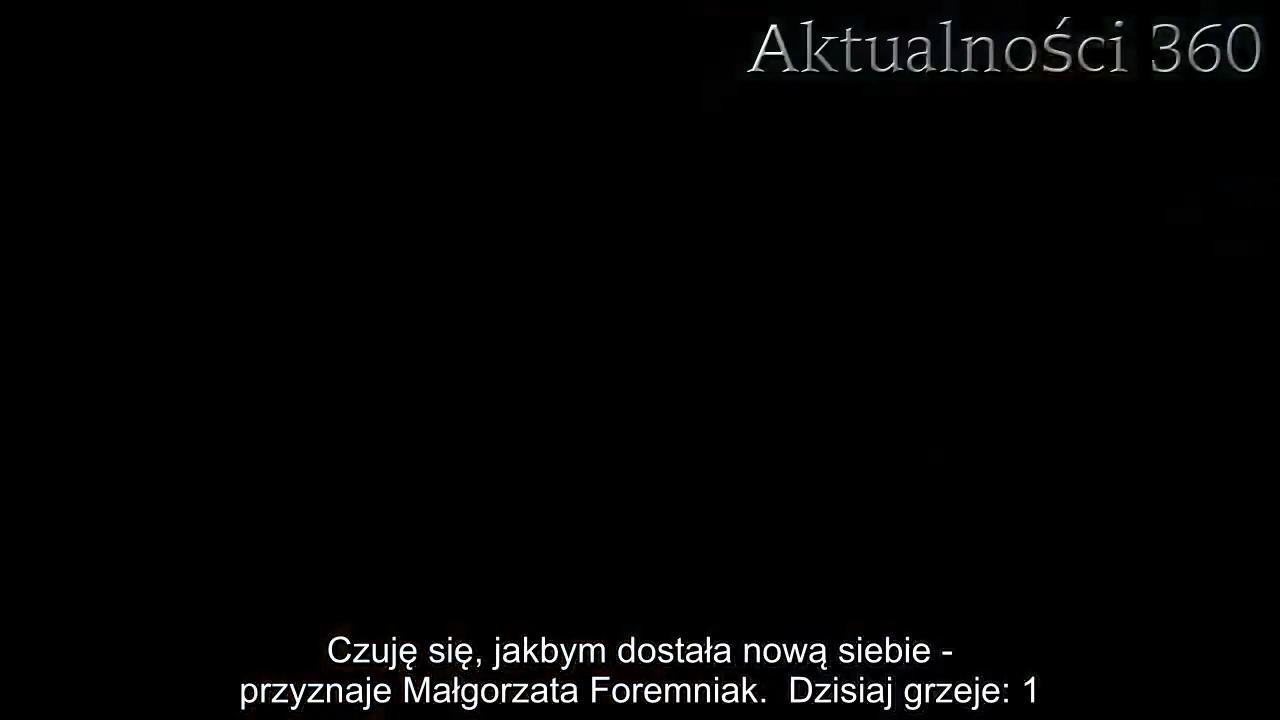 Aktualności 360
Czuję się, jakbym dostała nową siebie -
przyznaje Małgorzata Foremniak.  Dzisiaj grzeje: 1